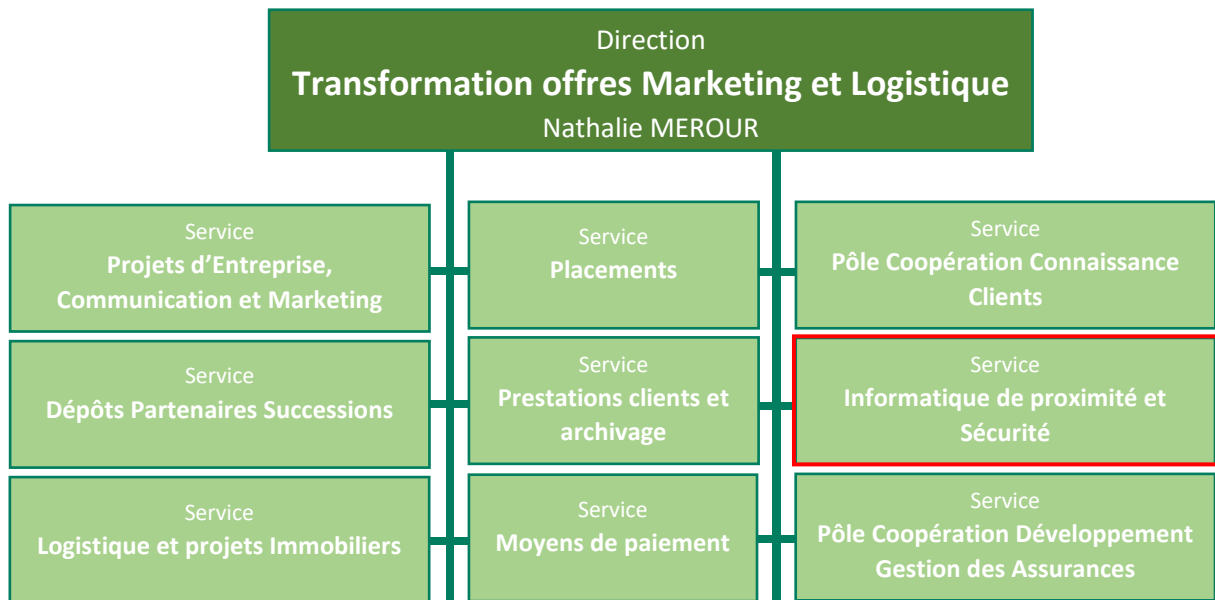 Direction
Transformation offres Marketing et Logistique
Nathalie MEROUR
Service
Projets d’Entreprise,
Communication et Marketing
Service
Placements
Service
Pôle Coopération Connaissance
Clients
Service
Dépôts Partenaires Successions
Service
Prestations clients et
archivage
Service
Informatique de proximité et
Sécurité
Service
Logistique et projets Immobiliers
Service
Moyens de paiement
Service
Pôle Coopération Développement
Gestion des Assurances